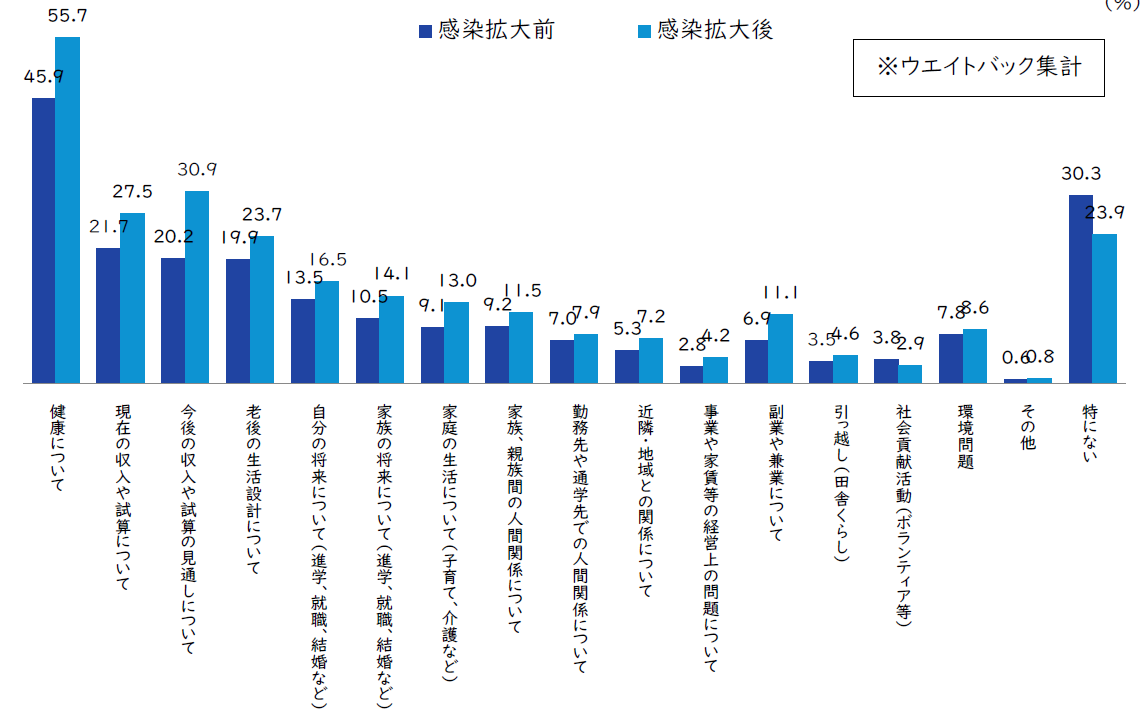 (%)
感染拡大前
感染拡大後
※ウエイトバック集計
55.7
45.9
21.7
27.5
20.2
30.9
19.9
23.7
13.5
16.5
10.5
14.1
9.1
13.0
9.2
11.5
7.0
7.9
5.3
7.2
2.8
4.2
6.9
11.1
3.5
4.6
3.8
2.9
7.8
8.6
0.6
0.8
30.3
23.9
健康について
現在の収入や試算について
今後の収入や試算の見通しについて
老後の生活設計について
自分の将来について(進学、就職、結婚など)
家族の将来について(進学、就職、結婚など)
家庭の生活について(子育て、介護など)
家族、親族間の人間関係について
勤務先や通学先での人間関係について
近隣・地域との関係について
事業や家賃等の経営上の問題について
副業や兼業について
引っ越し(田舎くらし)
社会貢献活動(ボランティア等)
環境問題
その他
特にない